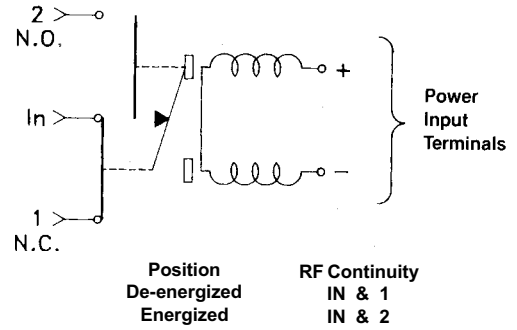 2
N.O.
In
1
N.C.
+
−
Power
Input
Terminals
Position RF Continuity
De-energized IN & 1
Energized IN & 2